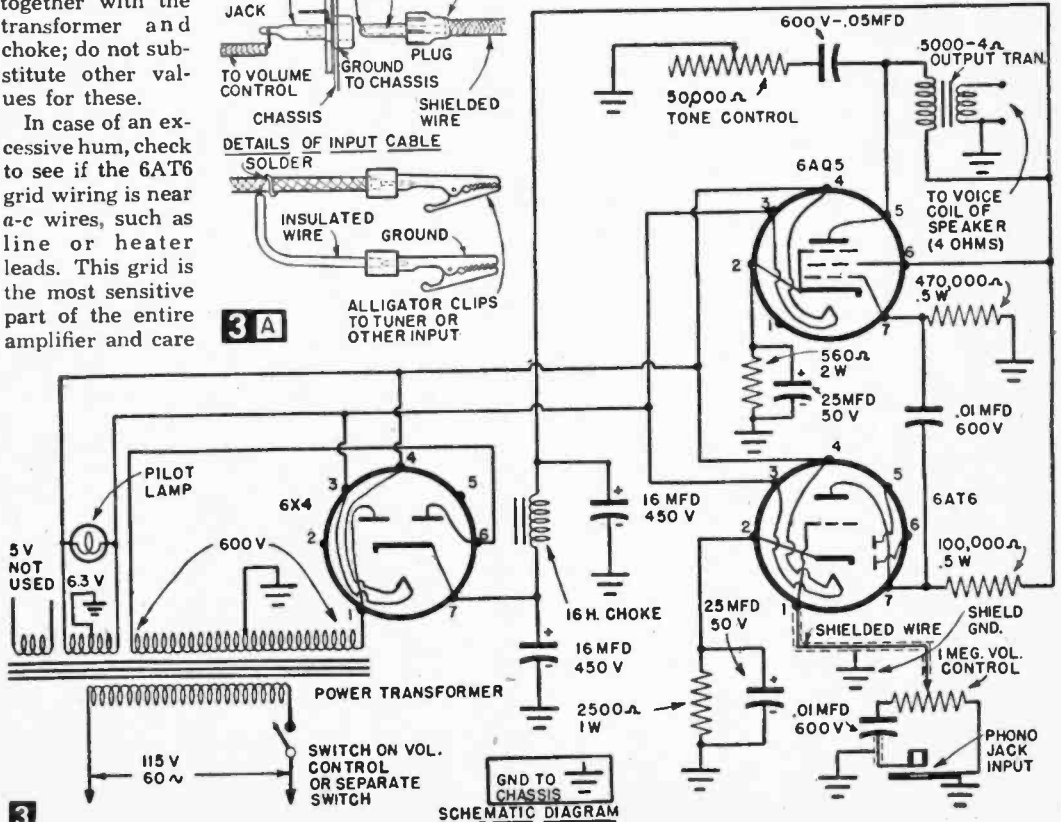 together with the
transformer and
choke; do not sub-
stitute other val-
ues for these.
In case of an ex-
cessive hum, check
to see if the 6AT6
grid wiring is near
a-c wires, such as
line or heater
leads. This grid is
the most sensitive
part of the entire
amplifier and care
JACK
PLUG
TO VOLUME
CONTROL
GROUND
TO CHASSIS
CHASSIS
SHIELDED
WIRE
DETAILS OF INPUT CABLE
SOLDER
INSULATED
WIRE
GROUND
ALLIGATOR CLIPS
TO TUNER OR
OTHER INPUT
3 A
600 V-.05MFD
50,000 Ω
TONE CONTROL
.5000-4Ω
OUTPUT TRAN.
6AQ5
4
3
5
2
6
1
7
TO VOICE
COIL OF
SPEAKER
(4 OHMS)
470,000Ω
.5 W
560Ω
2 W
25MFD
50 V
.01 MFD
600V
4
3
5
2
6
1
7
6AT6
100,000Ω
.5 W
SHIELDED WIRE
SHIELD
GND.
1 MEG. VOL.
CONTROL
25 MFD
50 V
2500Ω
1W
.01MFD
600V
PHONO
JACK
INPUT
PILOT
LAMP
5 V
NOT
USED
6.3 V
600V
6X4
4
3
5
2
6
1
7
16 MFD
450 V
16 H. CHOKE
16 MFD
450 V
POWER TRANSFORMER
115 V
60 ~
SWITCH ON VOL.
CONTROL
OR SEPARATE
SWITCH
GND TO
CHASSIS
SCHEMATIC DIAGRAM
3